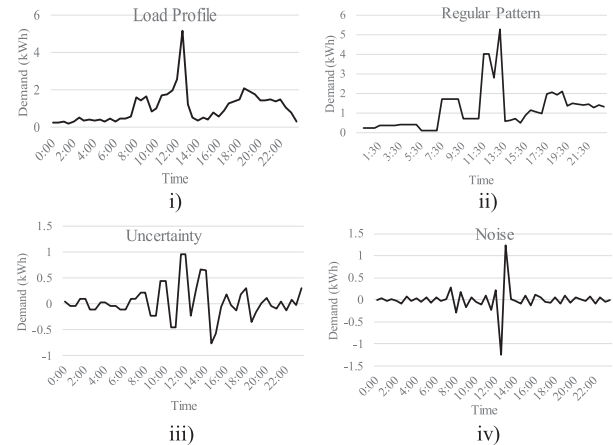 Load Profile
Demand (kWh)
6
4
2
0
0:00 2:00 4:00 6:00 8:00 10:00 12:00 14:00 16:00 18:00 20:00 22:00
Time
i)
Regular Pattern
Demand (kWh)
6
5
4
3
2
1
0
1:30 3:30 5:30 7:30 9:30 11:30 13:30 15:30 17:30 19:30 21:30
Time
ii)
Uncertainty
Demand (kWh)
1.5
1
0.5
0
-0.5
-1
0:00 2:00 4:00 6:00 8:00 10:00 12:00 14:00 16:00 18:00 20:00 22:00
Time
iii)
Noise
Demand (kWh)
1.5
1
0.5
0
-0.5
-1
-1.5
0:00 2:00 4:00 6:00 8:00 10:00 12:00 14:00 16:00 18:00 20:00 22:00
Time
iv)